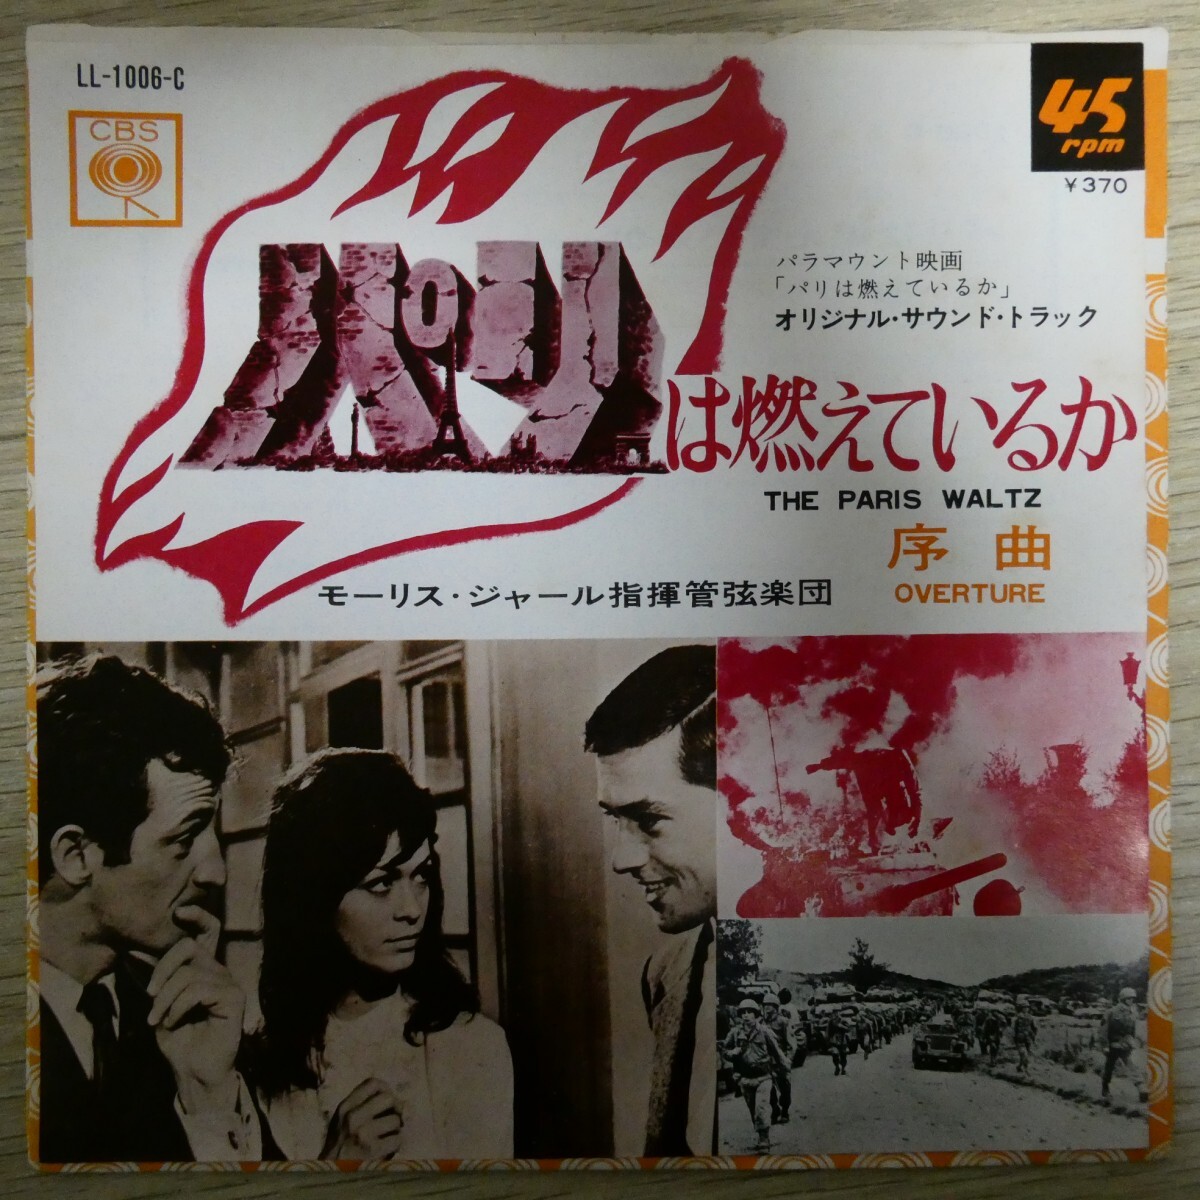 LL-1006-C
CBS
45
rpm
¥370
パラマウント映画
「パリは燃えているか」
オリジナル・サウンド・トラック
パリは燃えているか
THE PARIS WALTZ
序曲
OVERTURE
モーリス・ジャール指揮管弦楽団